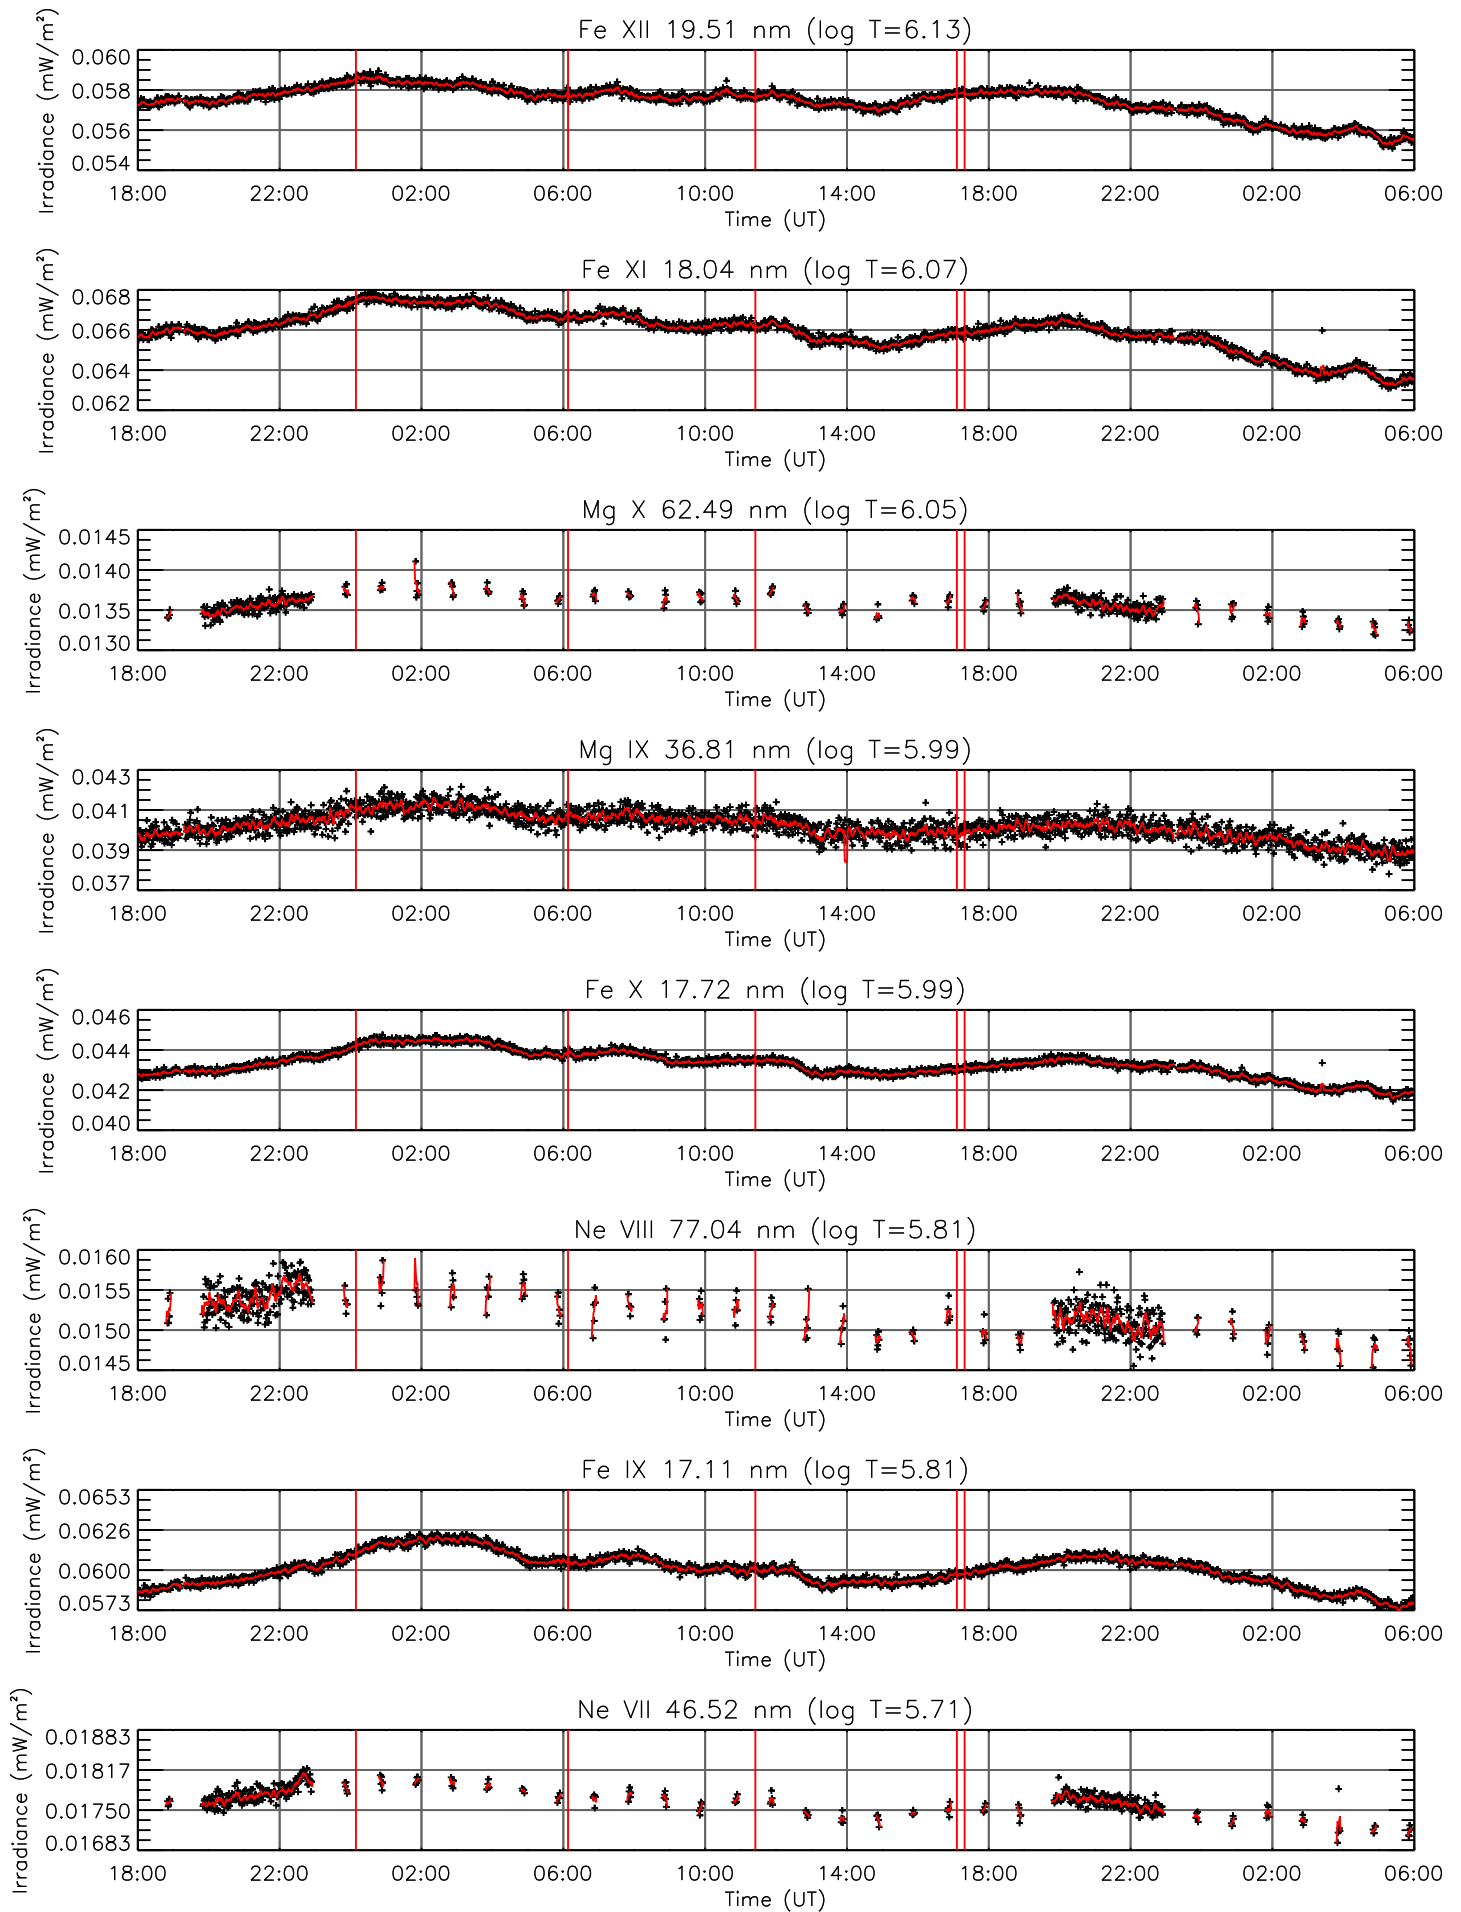 Fe XII 19.51 nm (log T=6.13)
Irradiance (mW/m²)
0.060
0.058
0.056
0.054
18:00 22:00 02:00 06:00 10:00 14:00 18:00 22:00 02:00 06:00
Time (UT)
Fe XI 18.04 nm (log T=6.07)
Irradiance (mW/m²)
0.068
0.066
0.064
0.062
18:00 22:00 02:00 06:00 10:00 14:00 18:00 22:00 02:00 06:00
Time (UT)
Mg X 62.49 nm (log T=6.05)
Irradiance (mW/m²)
0.0145
0.0140
0.0135
0.0130
18:00 22:00 02:00 06:00 10:00 14:00 18:00 22:00 02:00 06:00
Time (UT)
Mg IX 36.81 nm (log T=5.99)
Irradiance (mW/m²)
0.043
0.041
0.039
0.037
18:00 22:00 02:00 06:00 10:00 14:00 18:00 22:00 02:00 06:00
Time (UT)
Fe X 17.72 nm (log T=5.99)
Irradiance (mW/m²)
0.046
0.044
0.042
0.040
18:00 22:00 02:00 06:00 10:00 14:00 18:00 22:00 02:00 06:00
Time (UT)
Ne VIII 77.04 nm (log T=5.81)
Irradiance (mW/m²)
0.0160
0.0155
0.0150
0.0145
18:00 22:00 02:00 06:00 10:00 14:00 18:00 22:00 02:00 06:00
Time (UT)
Fe IX 17.11 nm (log T=5.81)
Irradiance (mW/m²)
0.0653
0.0626
0.0600
0.0573
18:00 22:00 02:00 06:00 10:00 14:00 18:00 22:00 02:00 06:00
Time (UT)
Ne VII 46.52 nm (log T=5.71)
Irradiance (mW/m²)
0.01883
0.01817
0.01750
0.01683
18:00 22:00 02:00 06:00 10:00 14:00 18:00 22:00 02:00 06:00
Time (UT)